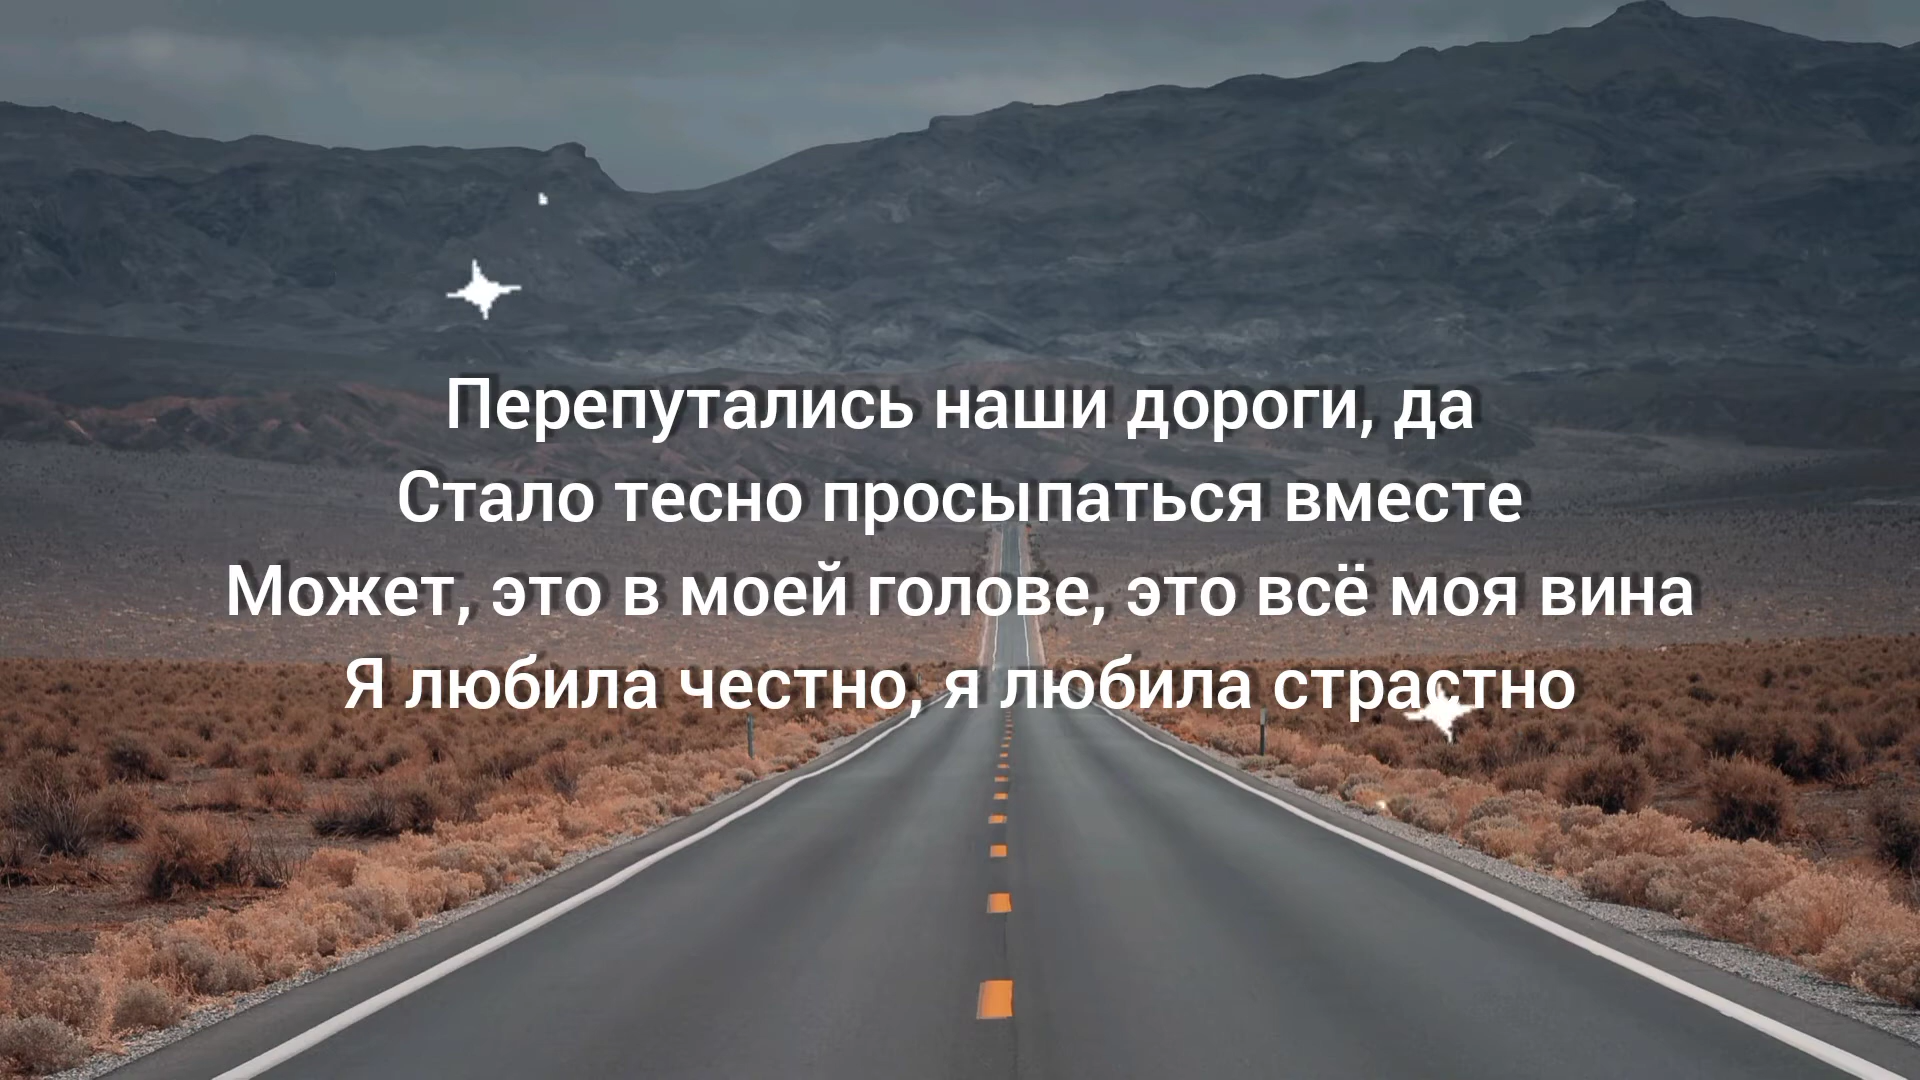 Перепутались наши дороги, да
Стало тесно просыпаться вместе
Может, это в моей голове, это всё моя вина
Я любила честно, я любила страстно